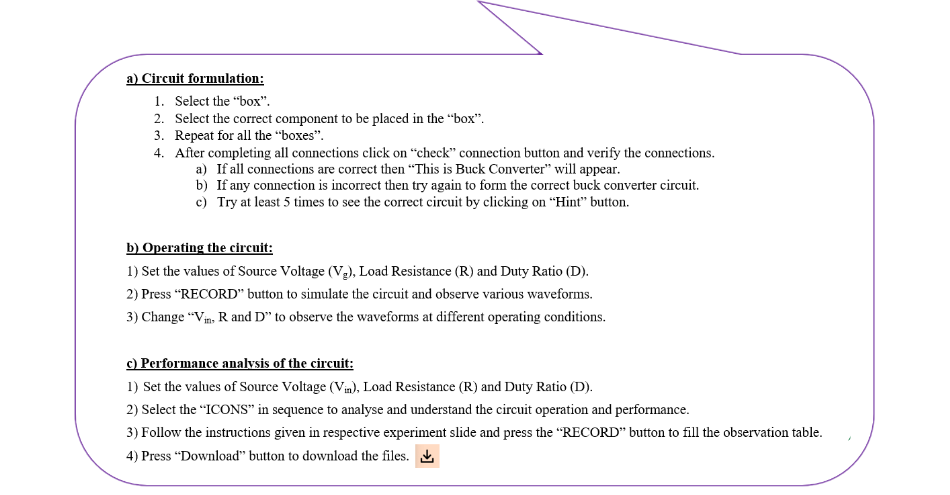 a) Circuit formulation:
1. Select the “box”.
2. Select the correct component to be placed in the “box”.
3. Repeat for all the “boxes”.
4. After completing all connections click on “check” connection button and verify the connections.
a) If all connections are correct then “This is Buck Converter” will appear.
b) If any connection is incorrect then try again to form the correct buck converter circuit.
c) Try at least 5 times to see the correct circuit by clicking on “Hint” button.
b) Operating the circuit:
1) Set the values of Source Voltage (Vg), Load Resistance (R) and Duty Ratio (D).
2) Press “RECORD” button to simulate the circuit and observe various waveforms.
3) Change “Vin, R and D” to observe the waveforms at different operating conditions.
c) Performance analysis of the circuit:
1) Set the values of Source Voltage (Vin), Load Resistance (R) and Duty Ratio (D).
2) Select the “ICONS” in sequence to analyse and understand the circuit operation and performance.
3) Follow the instructions given in respective experiment slide and press the “RECORD” button to fill the observation table.
4) Press “Download” button to download the files.